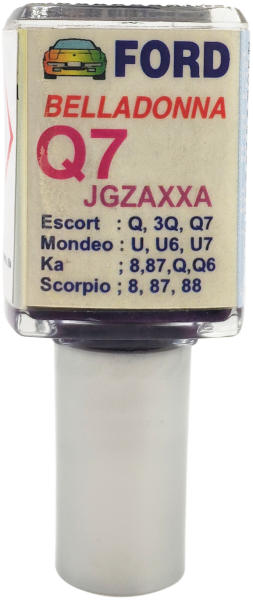 FORD
BELLADONNA
Q7
JGZAXXA
Escort : Q, 3Q, Q7
Mondeo : U, U6, U7
Ka ; 8,87,Q,Q6
Scorpio : 8, 87, 88